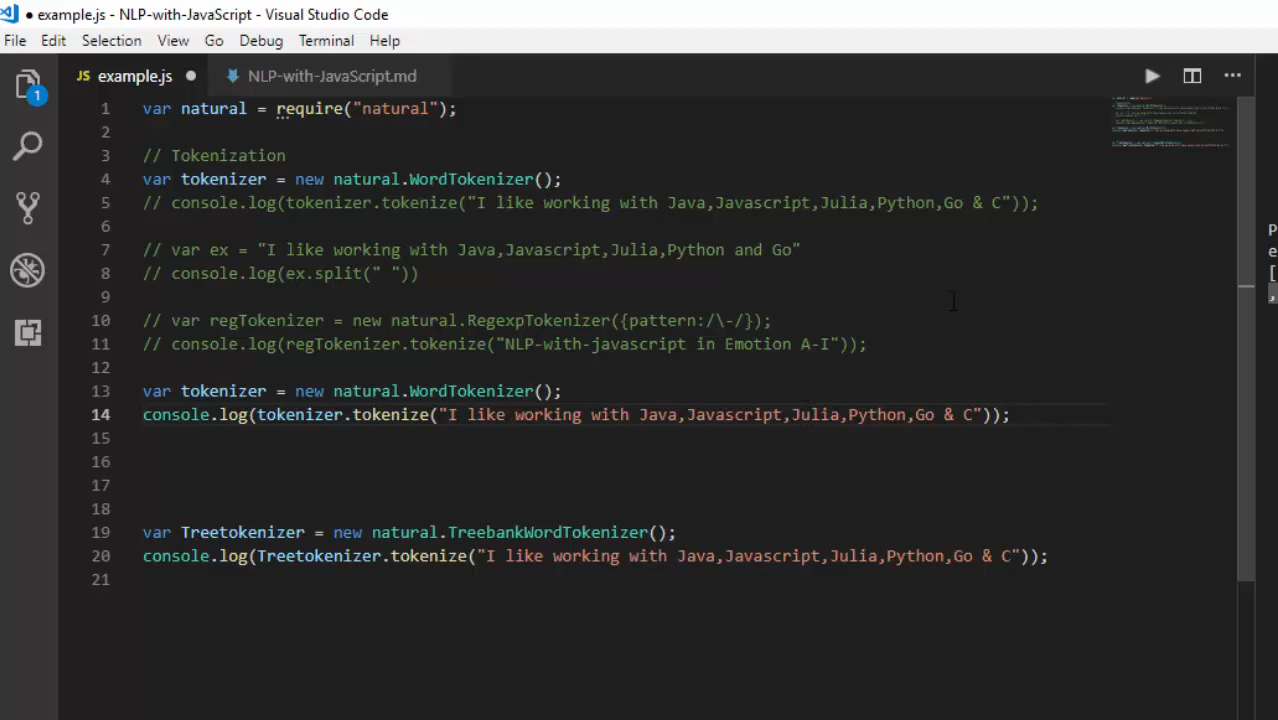 example.js - NLP-with-JavaScript - Visual Studio Code
File Edit Selection View Go Debug Terminal Help
JS example.js NLP-with-JavaScript.md
1
1 var natural = require("natural");
2
3 // Tokenization
4 var tokenizer = new natural.WordTokenizer();
5 // console.log(tokenizer.tokenize("I like working with Java,Javascript,Julia,Python,Go & C"));
6
7 // var ex = "I like working with Java,Javascript,Julia,Python and Go"
8 // console.log(ex.split(" "))
9
10 // var regTokenizer = new natural.RegexpTokenizer({pattern:/\-/});
11 // console.log(regTokenizer.tokenize("NLP-with-javascript in Emotion A-I"));
12
13 var tokenizer = new natural.WordTokenizer();
14 console.log(tokenizer.tokenize("I like working with Java,Javascript,Julia,Python,Go & C"));
15
16
17
18
19 var Treetokenizer = new natural.TreebankWordTokenizer();
20 console.log(Treetokenizer.tokenize("I like working with Java,Javascript,Julia,Python,Go & C"));
21